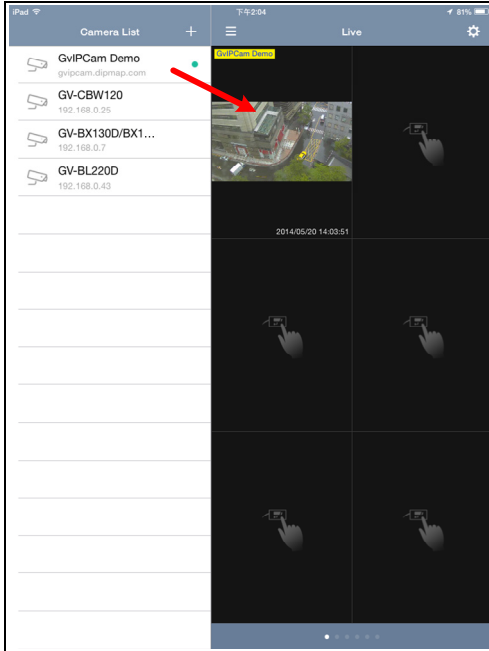 iPad 下午2:04 81%
Camera List + Live
GvIPCam Demo
gvipcam.dipmap.com
GV-CBW120
192.168.0.25
GV-BX130D/BX1...
192.168.0.7
GV-BL220D
192.168.0.43
GvIPCam Demo
2014/05/20 14:03:51